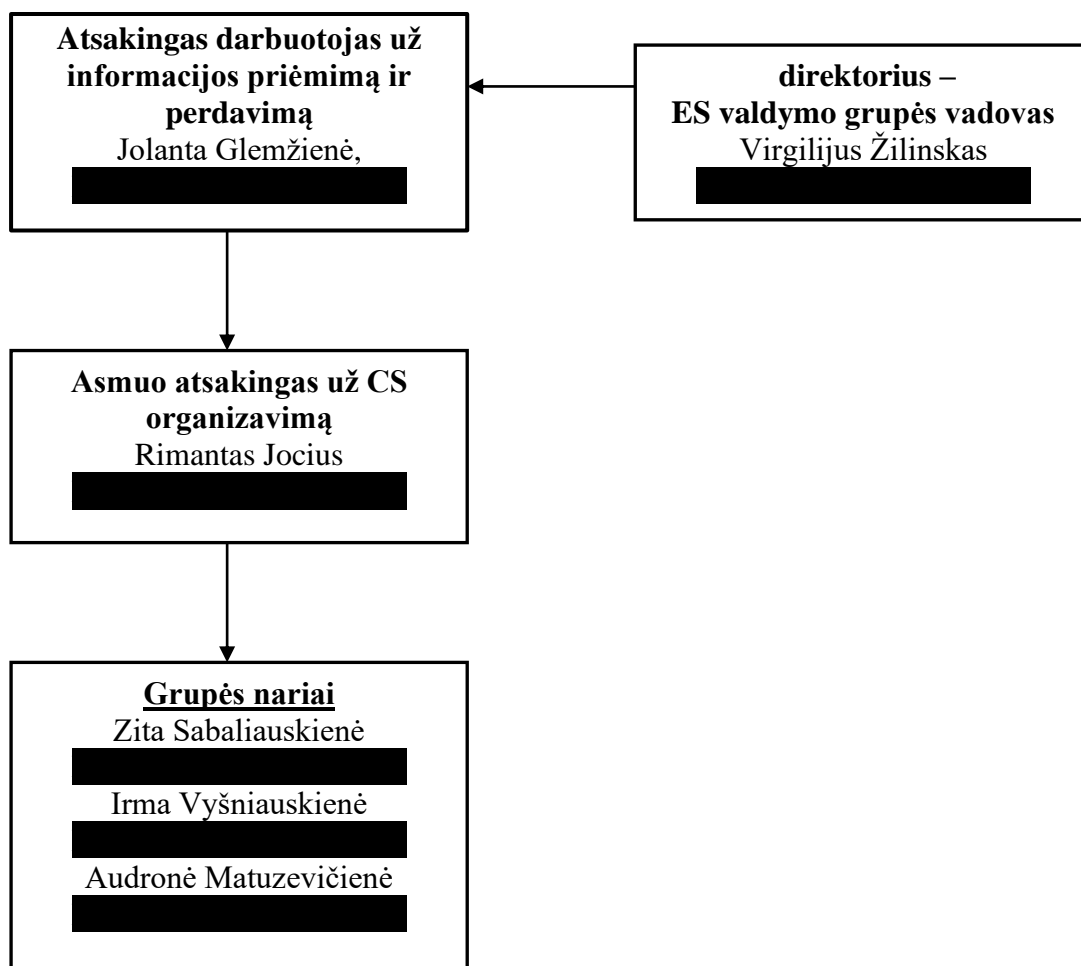 Atsakingas darbuotojas už
informacijos priėmimą ir
perdavimą
Jolanta Glemžienė,
direktorius –
ES valdymo grupės vadovas
Virgilijus Žilinskas
Asmuo atsakingas už CS
organizavimą
Rimantas Jocius
Grupės nariai
Zita Sabaliauskienė
Irma Vyšniauskienė
Audronė Matuzevičienė